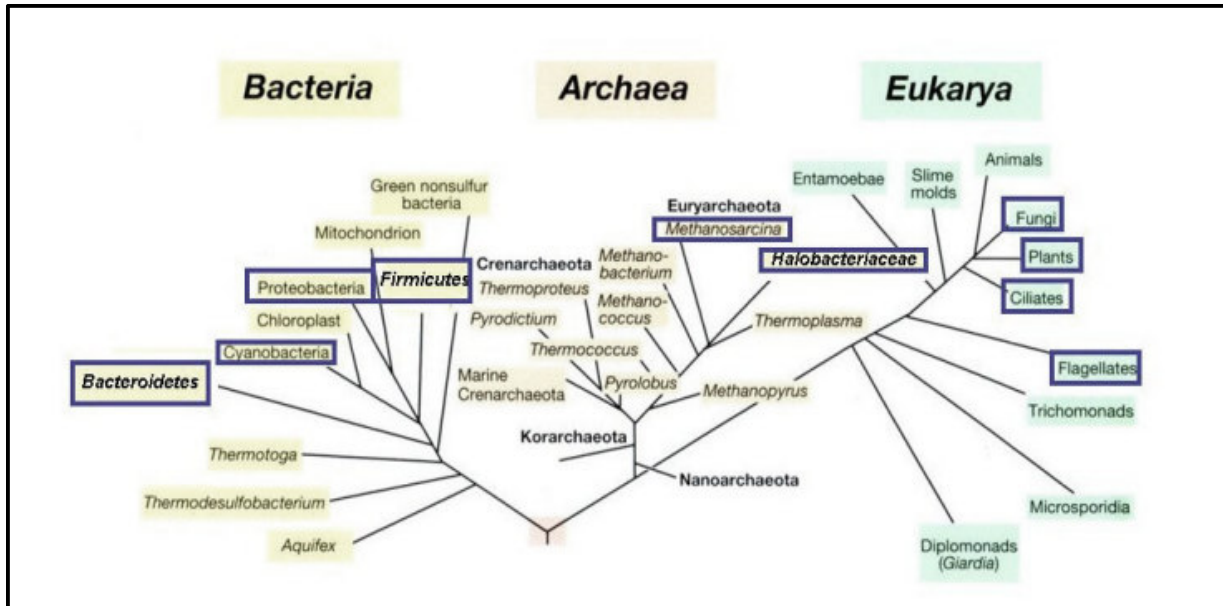 Bacteria
Archaea
Eukarya
Green nonsulfur
bacteria
Mitochondrion
Proteobacteria
Firmicutes
Chloroplast
Cyanobacteria
Bacteroidetes
Thermotoga
Thermodesulfobacterium
Aquifex
Euryarchaeota
Methanosarcina
Crenarchaeota
Methano-
bacterium
Halobacteriaceae
Thermoproteus
Methano-
coccus
Pyrodictium
Thermoplasma
Thermococcus
Marine
Crenarchaeota
Pyrolobus
Methanopyrus
Korarchaeota
Nanoarchaeota
Entamoebae
Slime
molds
Animals
Fungi
Plants
Ciliates
Flagellates
Trichomonads
Microsporidia
Diplomonads
(Giardia)